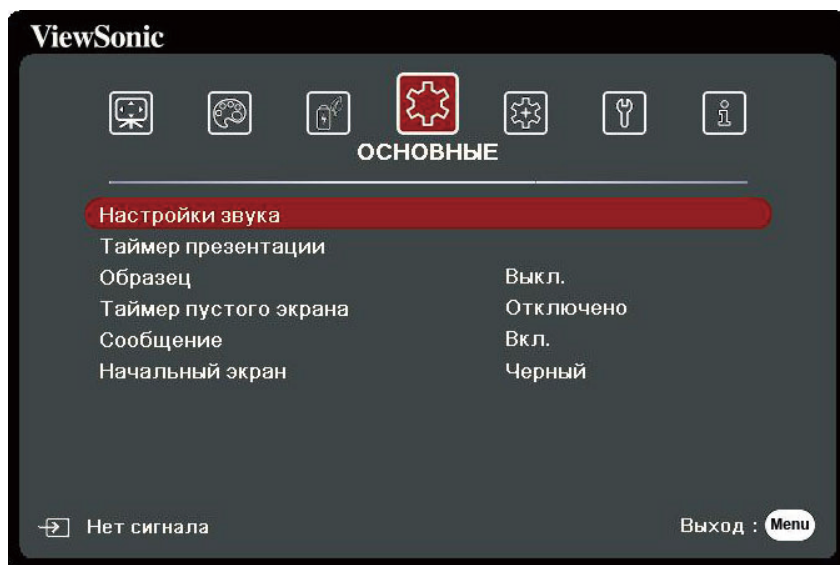 ViewSonic
ОСНОВНЫЕ
Настройки звука
Таймер презентации
Образец Выкл.
Таймер пустого экрана Отключено
Сообщение Вкл.
Начальный экран Черный
Нет сигнала Выход : Menu